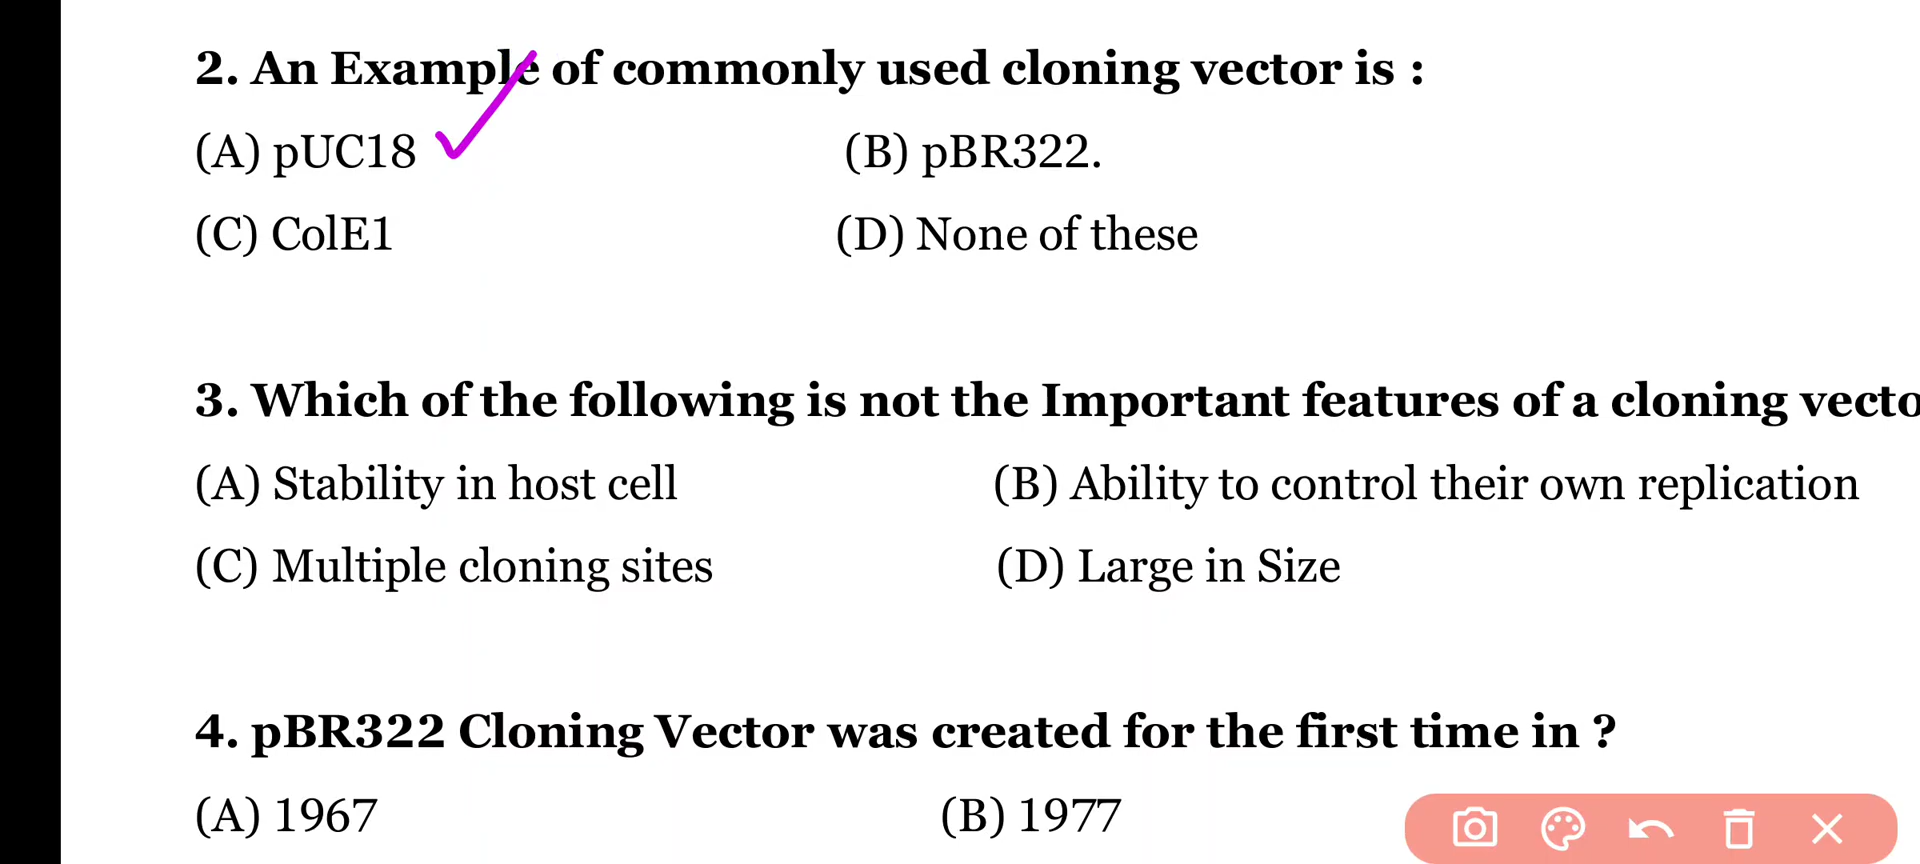 2. An Example of commonly used cloning vector is :
(A) pUC18 (B) pBR322.
(C) ColE1 (D) None of these
3. Which of the following is not the Important features of a cloning vecto
(A) Stability in host cell (B) Ability to control their own replication
(C) Multiple cloning sites (D) Large in Size
4. pBR322 Cloning Vector was created for the first time in ?
(A) 1967 (B) 1977